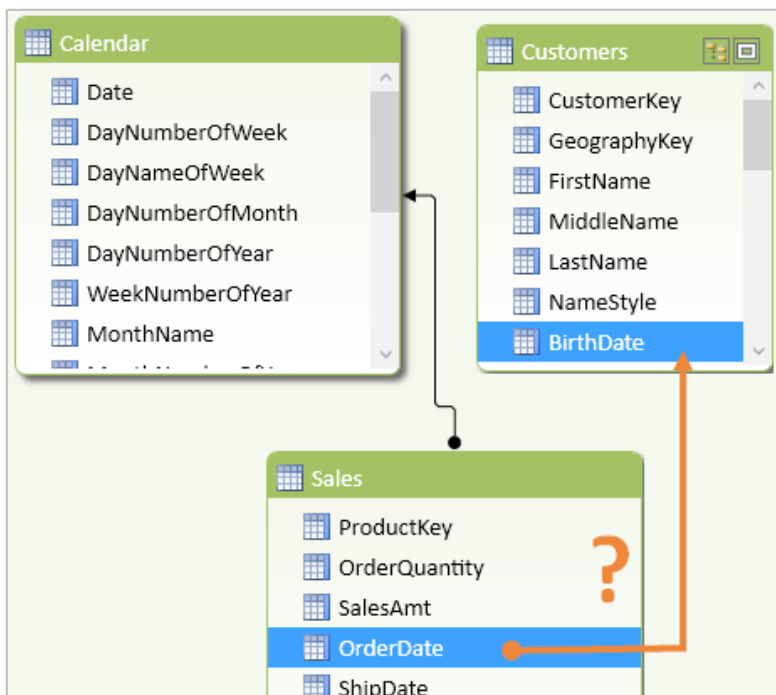 Calendar
Date
DayNumberOfWeek
DayNameOfWeek
DayNumberOfMonth
DayNumberOfYear
WeekNumberOfYear
MonthName
Customers
CustomerKey
GeographyKey
FirstName
MiddleName
LastName
NameStyle
BirthDate
Sales
ProductKey
OrderQuantity
SalesAmt
OrderDate
ShipDate
?